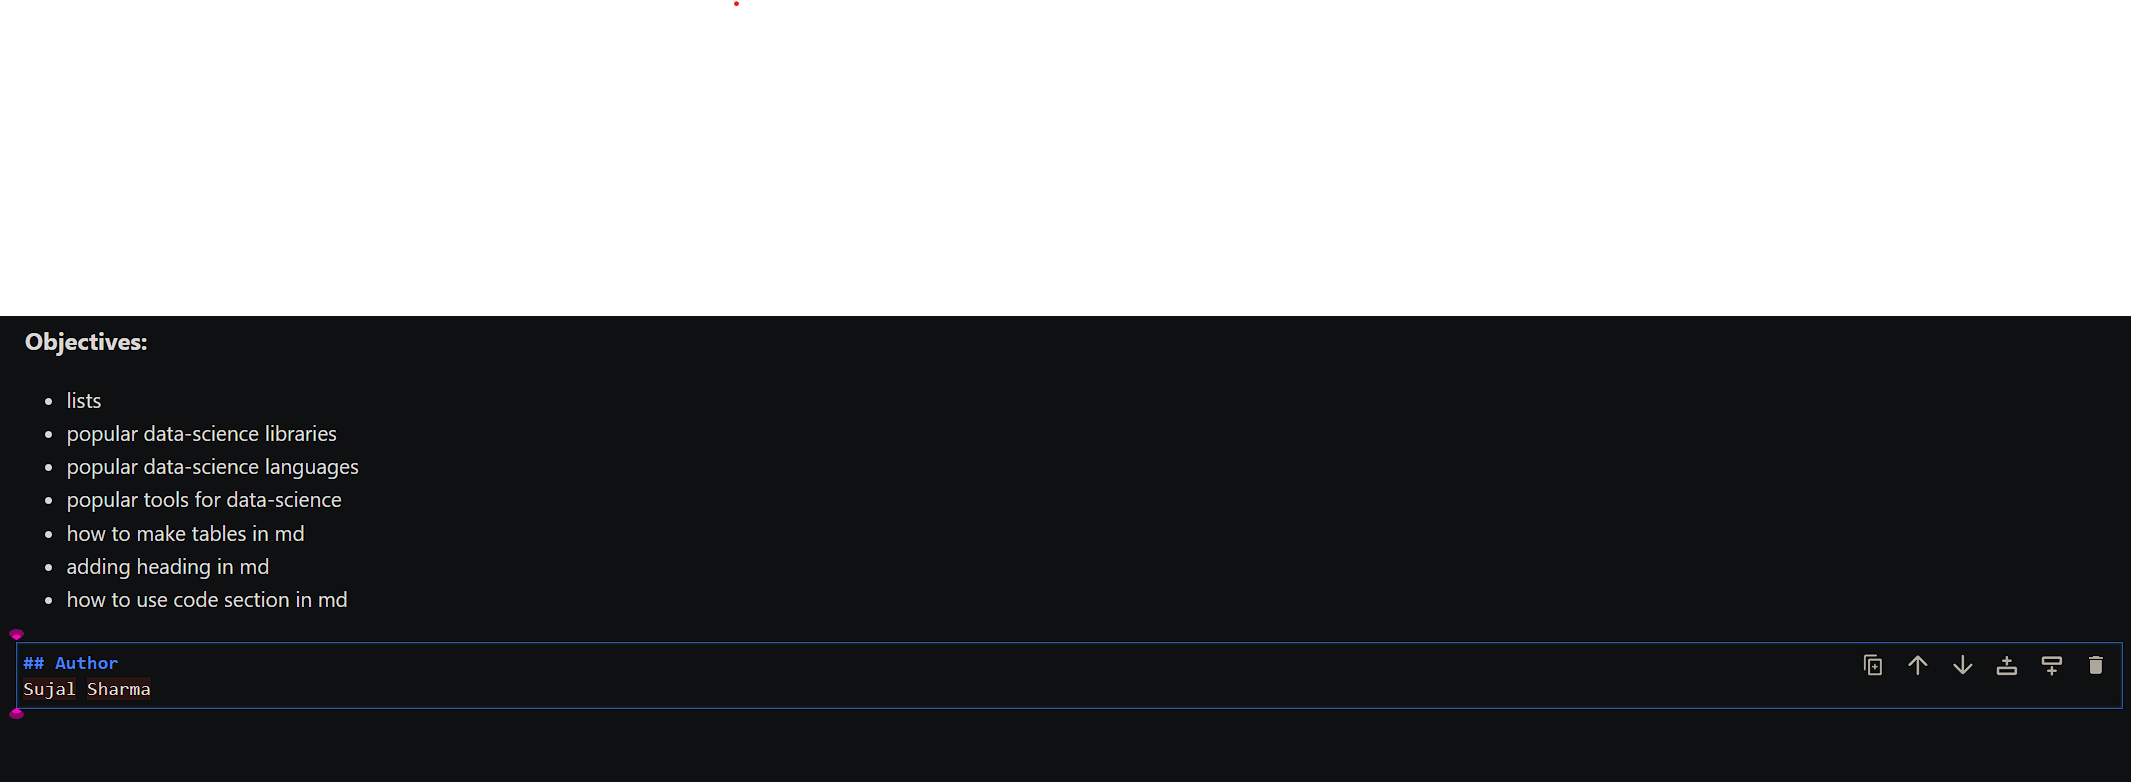 Objectives:
lists
popular data-science libraries
popular data-science languages
popular tools for data-science
how to make tables in md
adding heading in md
how to use code section in md
## Author
Sujal Sharma